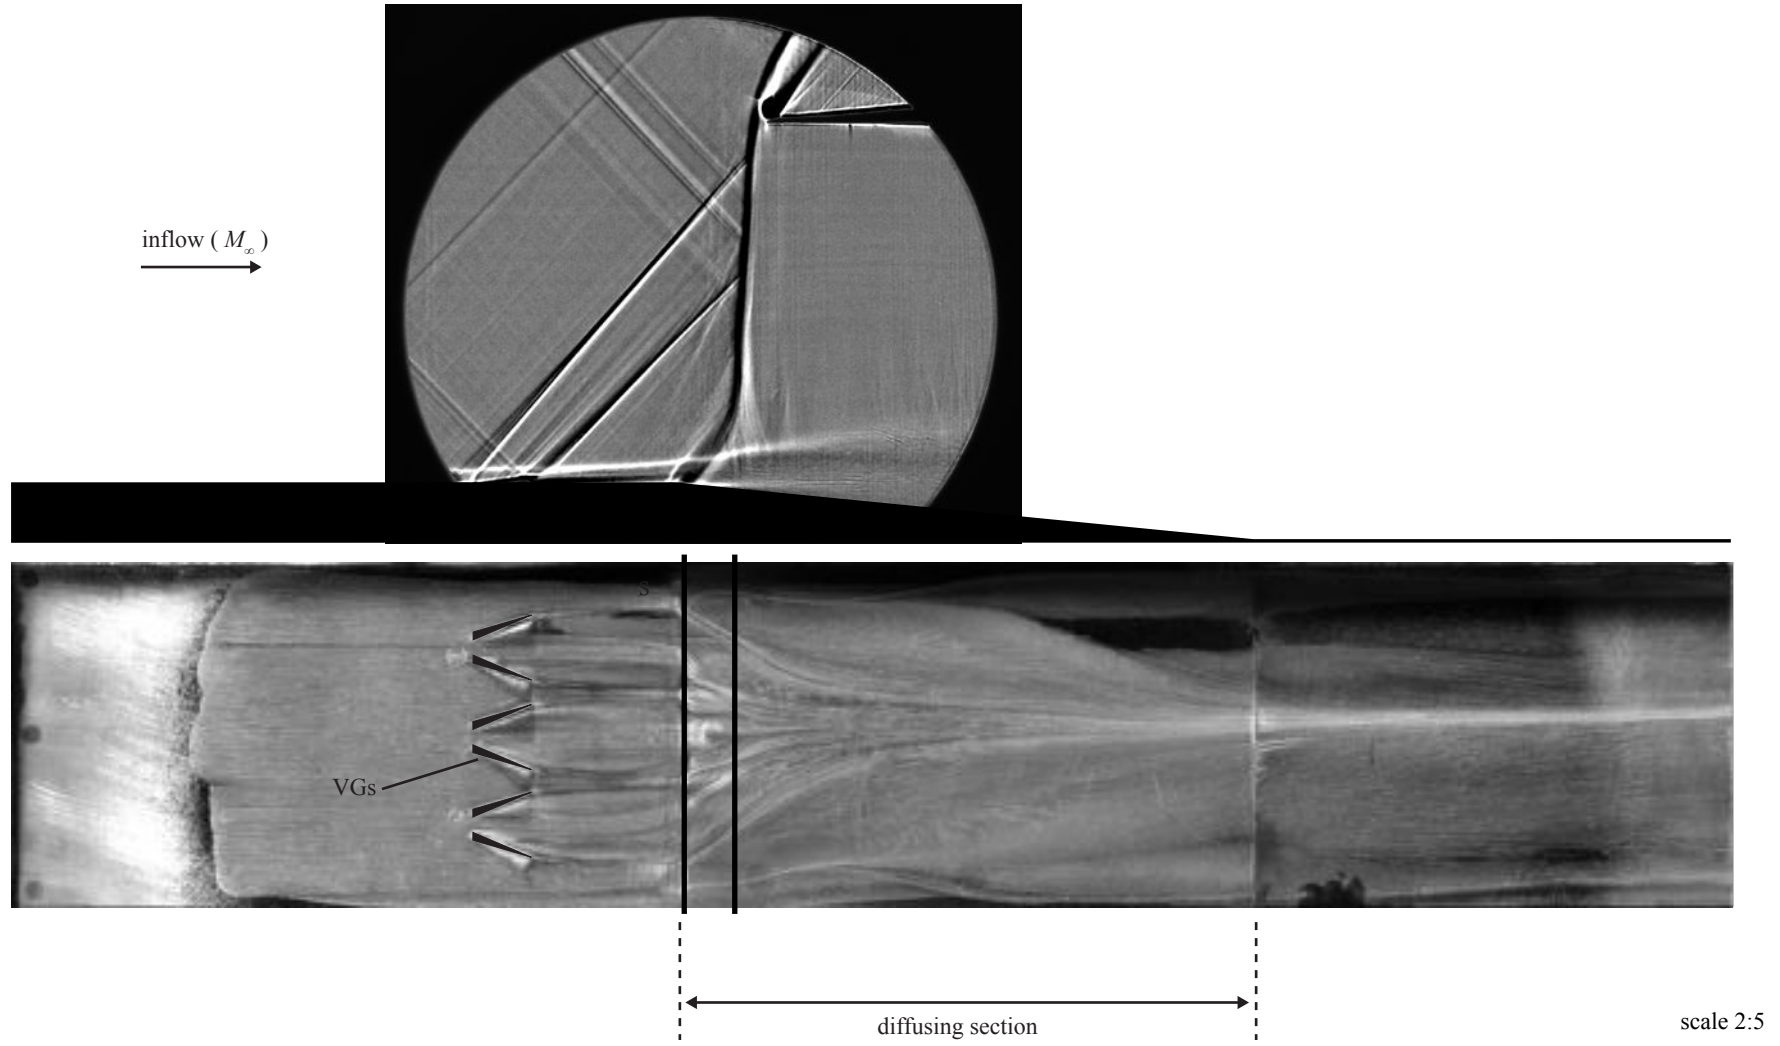 inflow ( M∞ )
S
VGs
diffusing section
scale 2:5